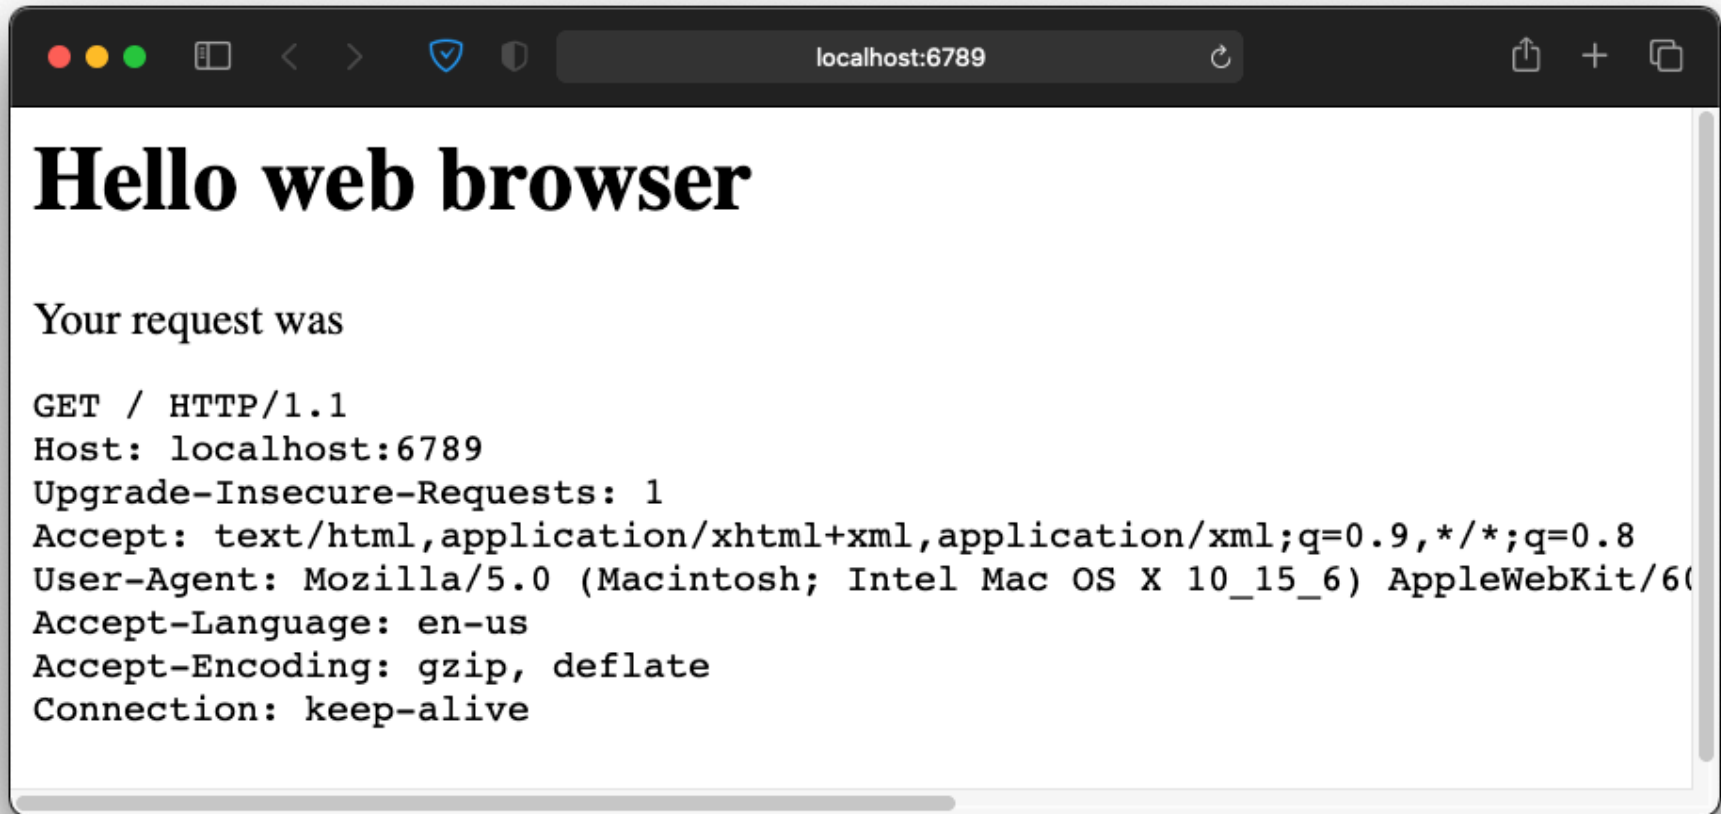 localhost:6789
Hello web browser
Your request was
GET / HTTP/1.1
Host: localhost:6789
Upgrade-Insecure-Requests: 1
Accept: text/html,application/xhtml+xml,application/xml;q=0.9,*/*;q=0.8
User-Agent: Mozilla/5.0 (Macintosh; Intel Mac OS X 10_15_6) AppleWebKit/60
Accept-Language: en-us
Accept-Encoding: gzip, deflate
Connection: keep-alive